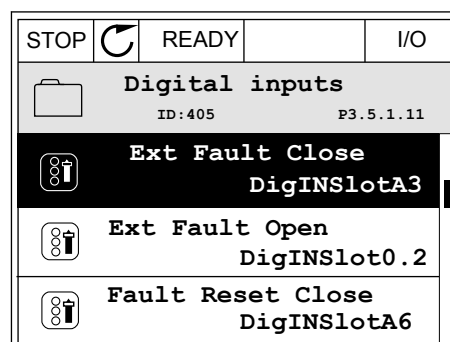 STOP READY I/O
Digital inputs
ID:405 P3.5.1.11
Ext Fault Close
DigINSlotA3
Ext Fault Open
DigINSlot0.2
Fault Reset Close
DigINSlotA6